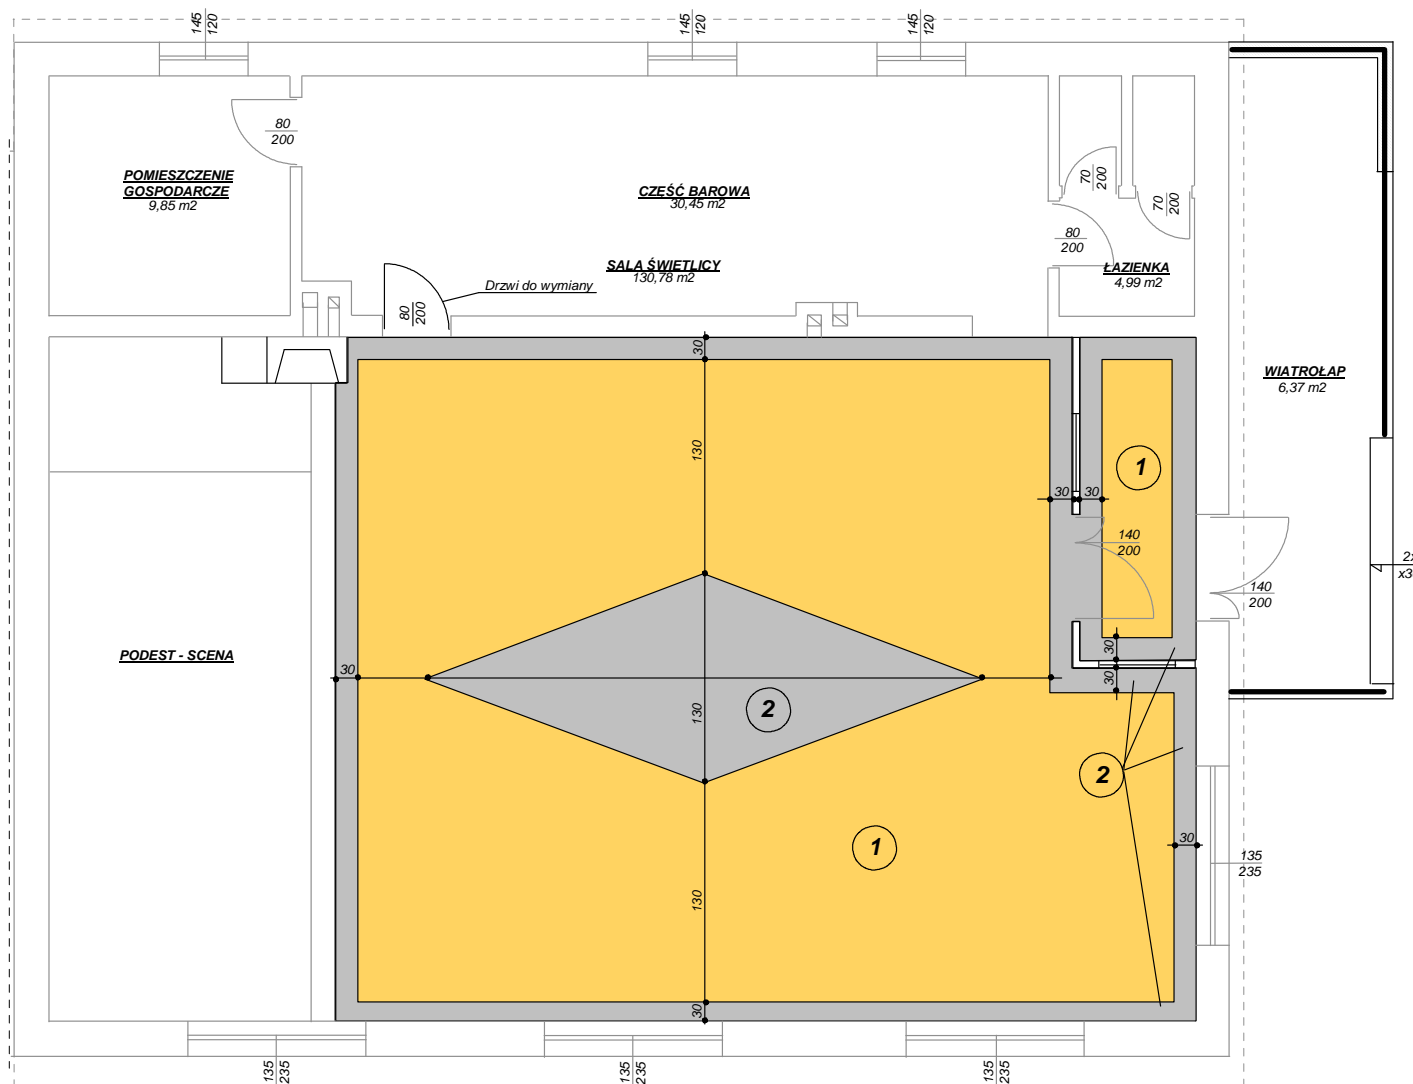 145
120
145
120
145
120
80
200
POMIESZCZENIE
GOSPODARCZE
9,85 m2
CZĘŚĆ BAROWA
30,45 m2
70
200
70
200
80
200
SALA ŚWIETLICY
130,78 m2
ŁAZIENKA
4,99 m2
Drzwi do wymiany
80
200
30
WIATROŁAP
6,37 m2
130
1
30
30
140
200
2x
x3
140
200
PODEST - SCENA
30
30
30
130
2
2
1
30
135
235
130
30
135
235
135
235
135
235